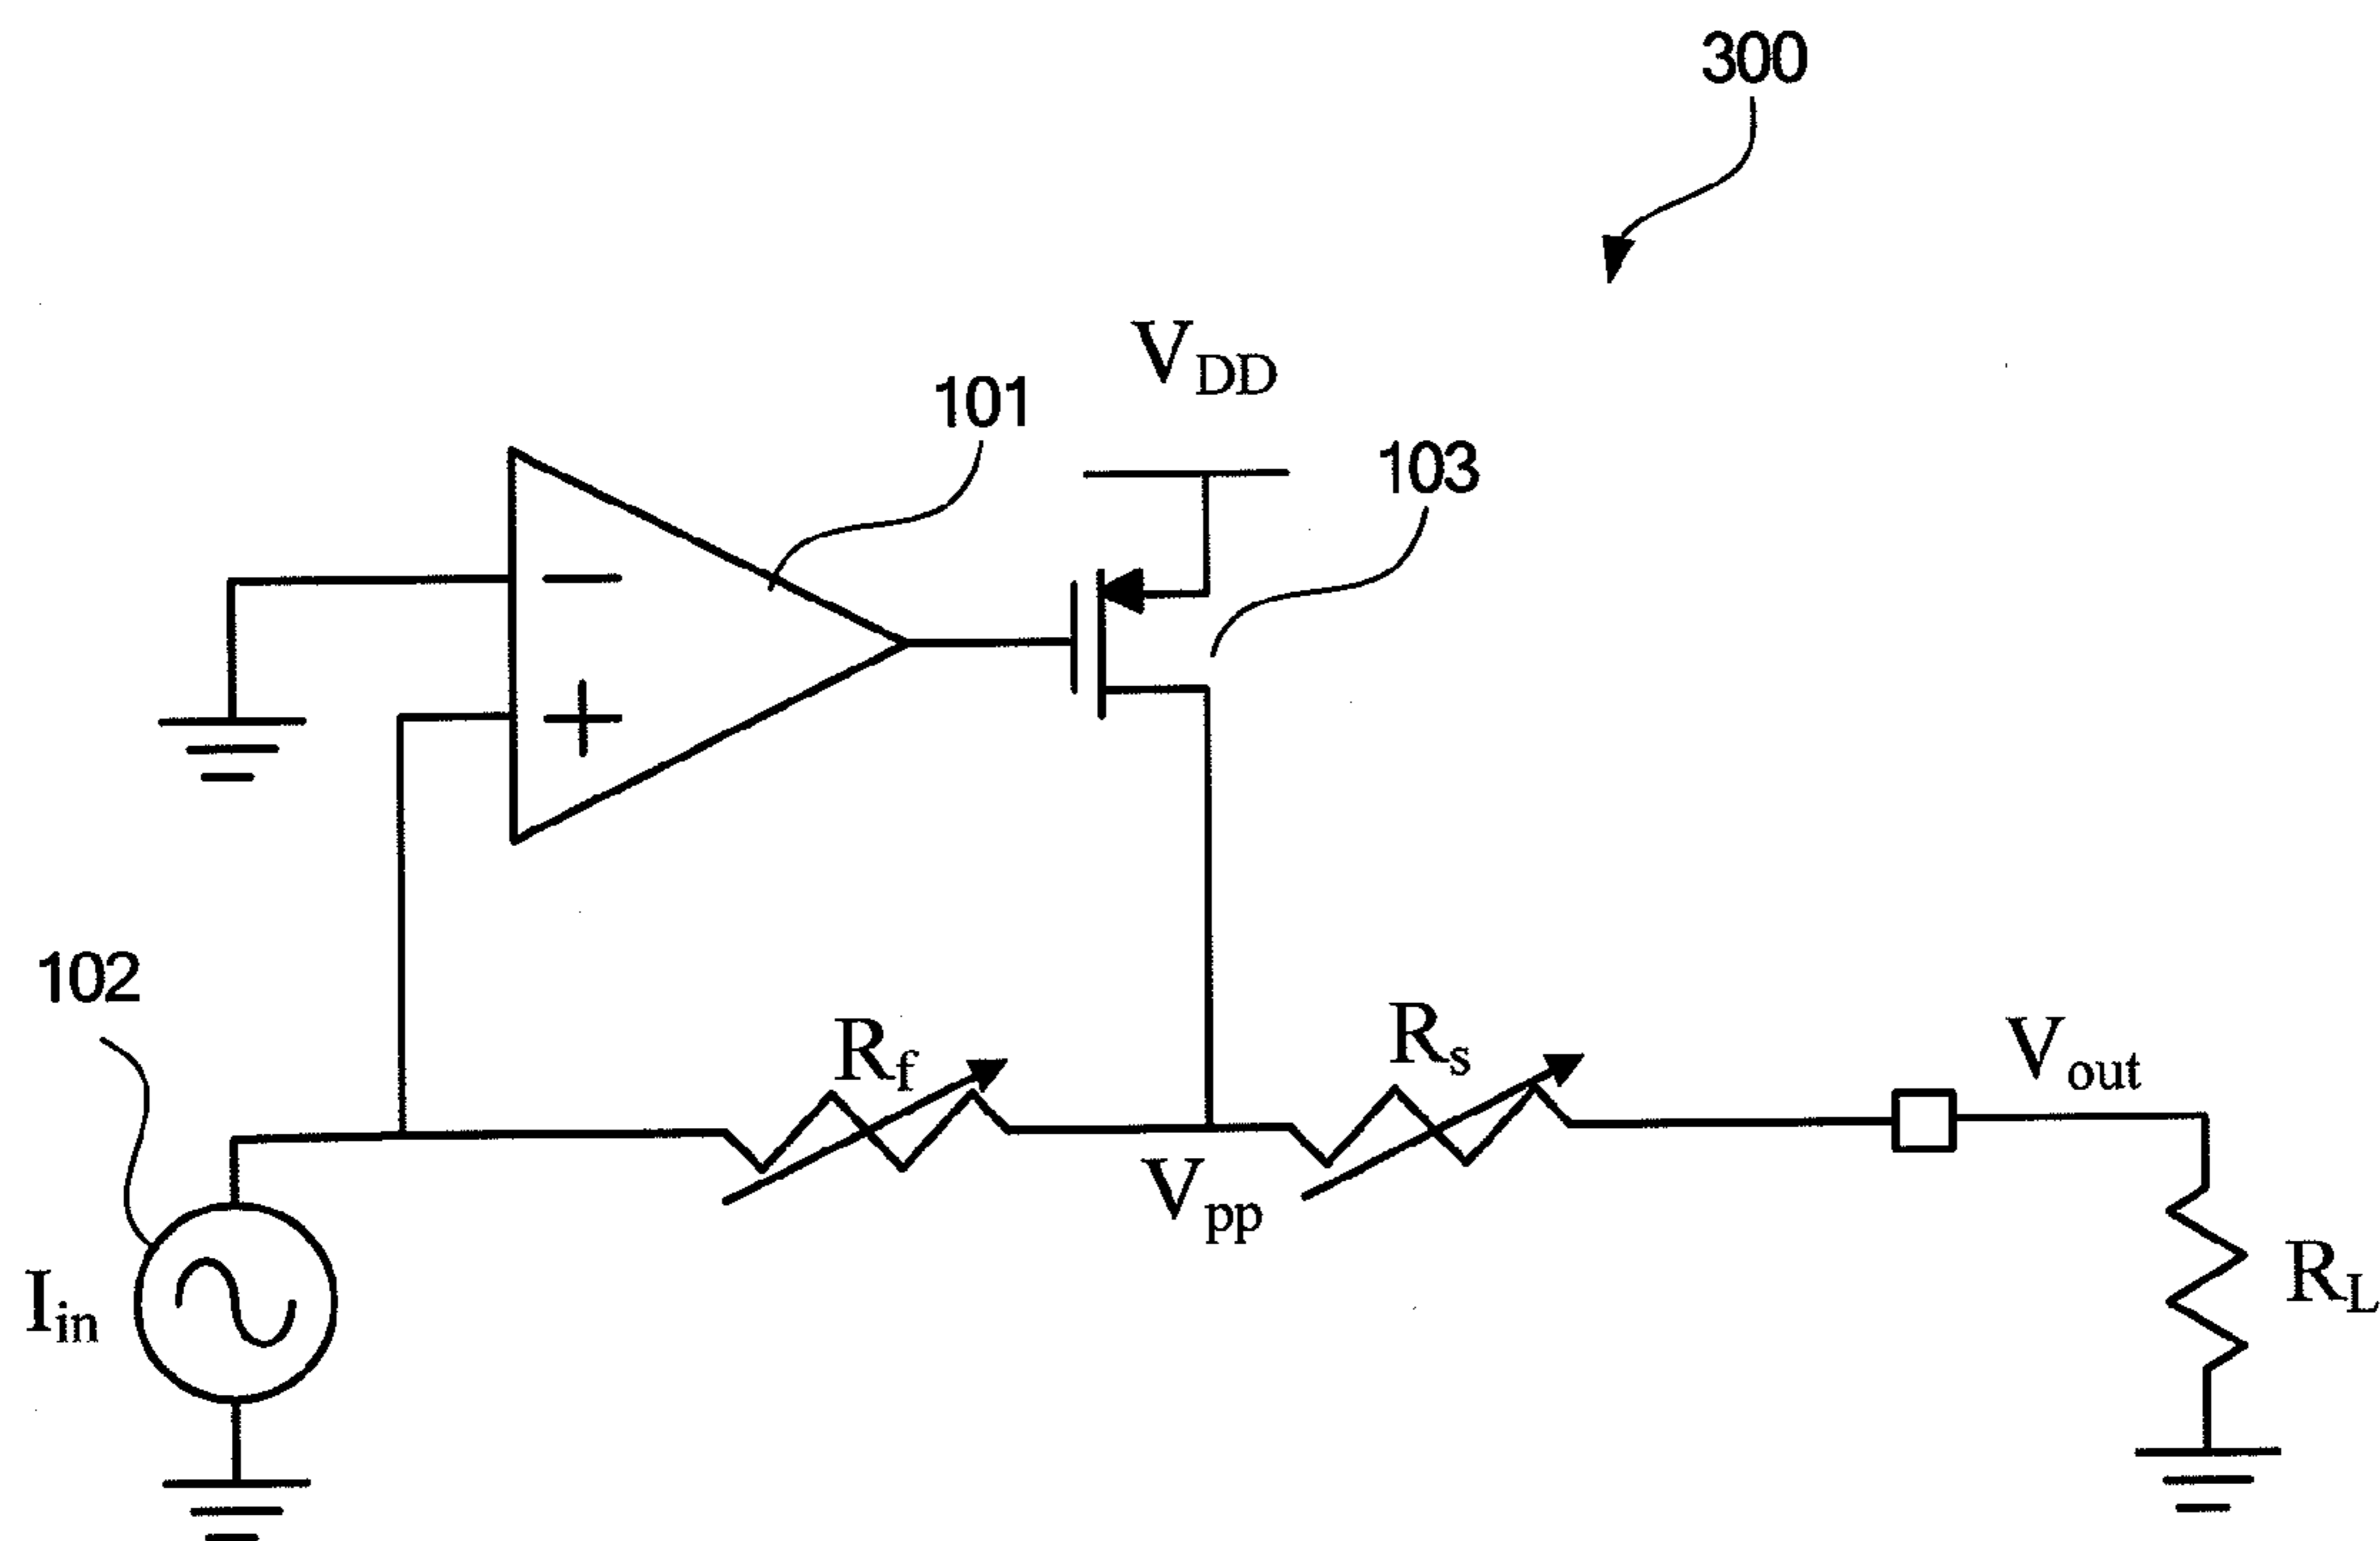 300
V_DD
101
103
−
+
102
R_f
R_s
V_out
V_pp
I_in
R_L